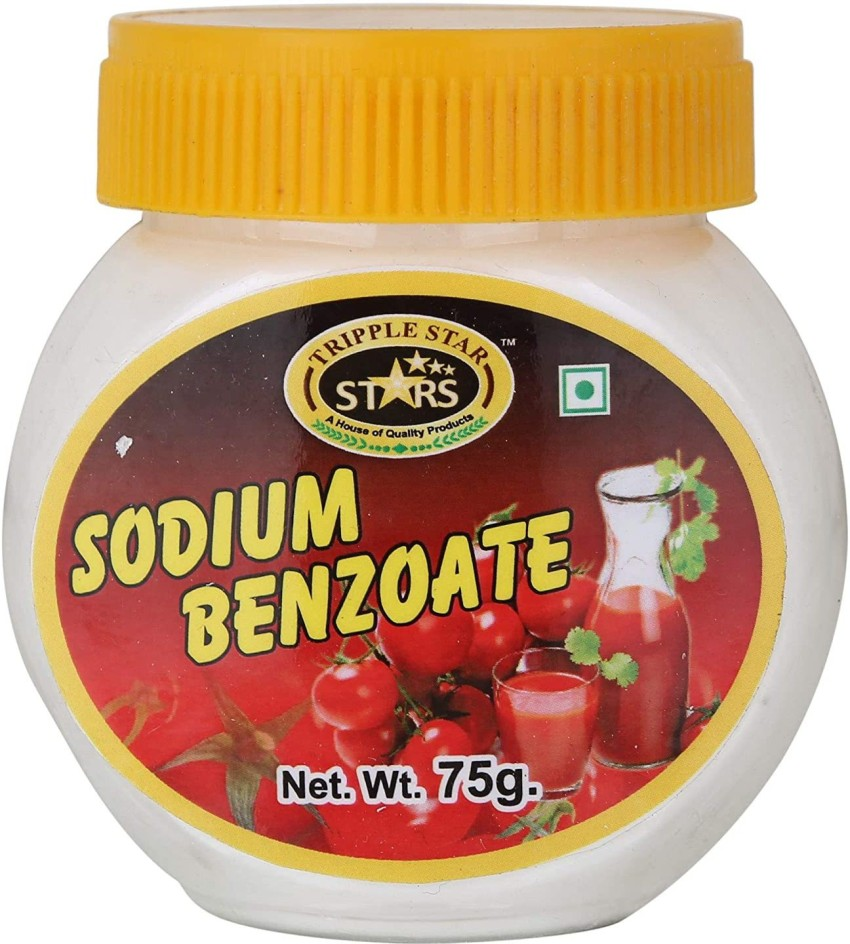 TRIPPLE STAR
STARS
A House of Quality Products
TM
SODIUM
BENZOATE
Net. Wt. 75g.